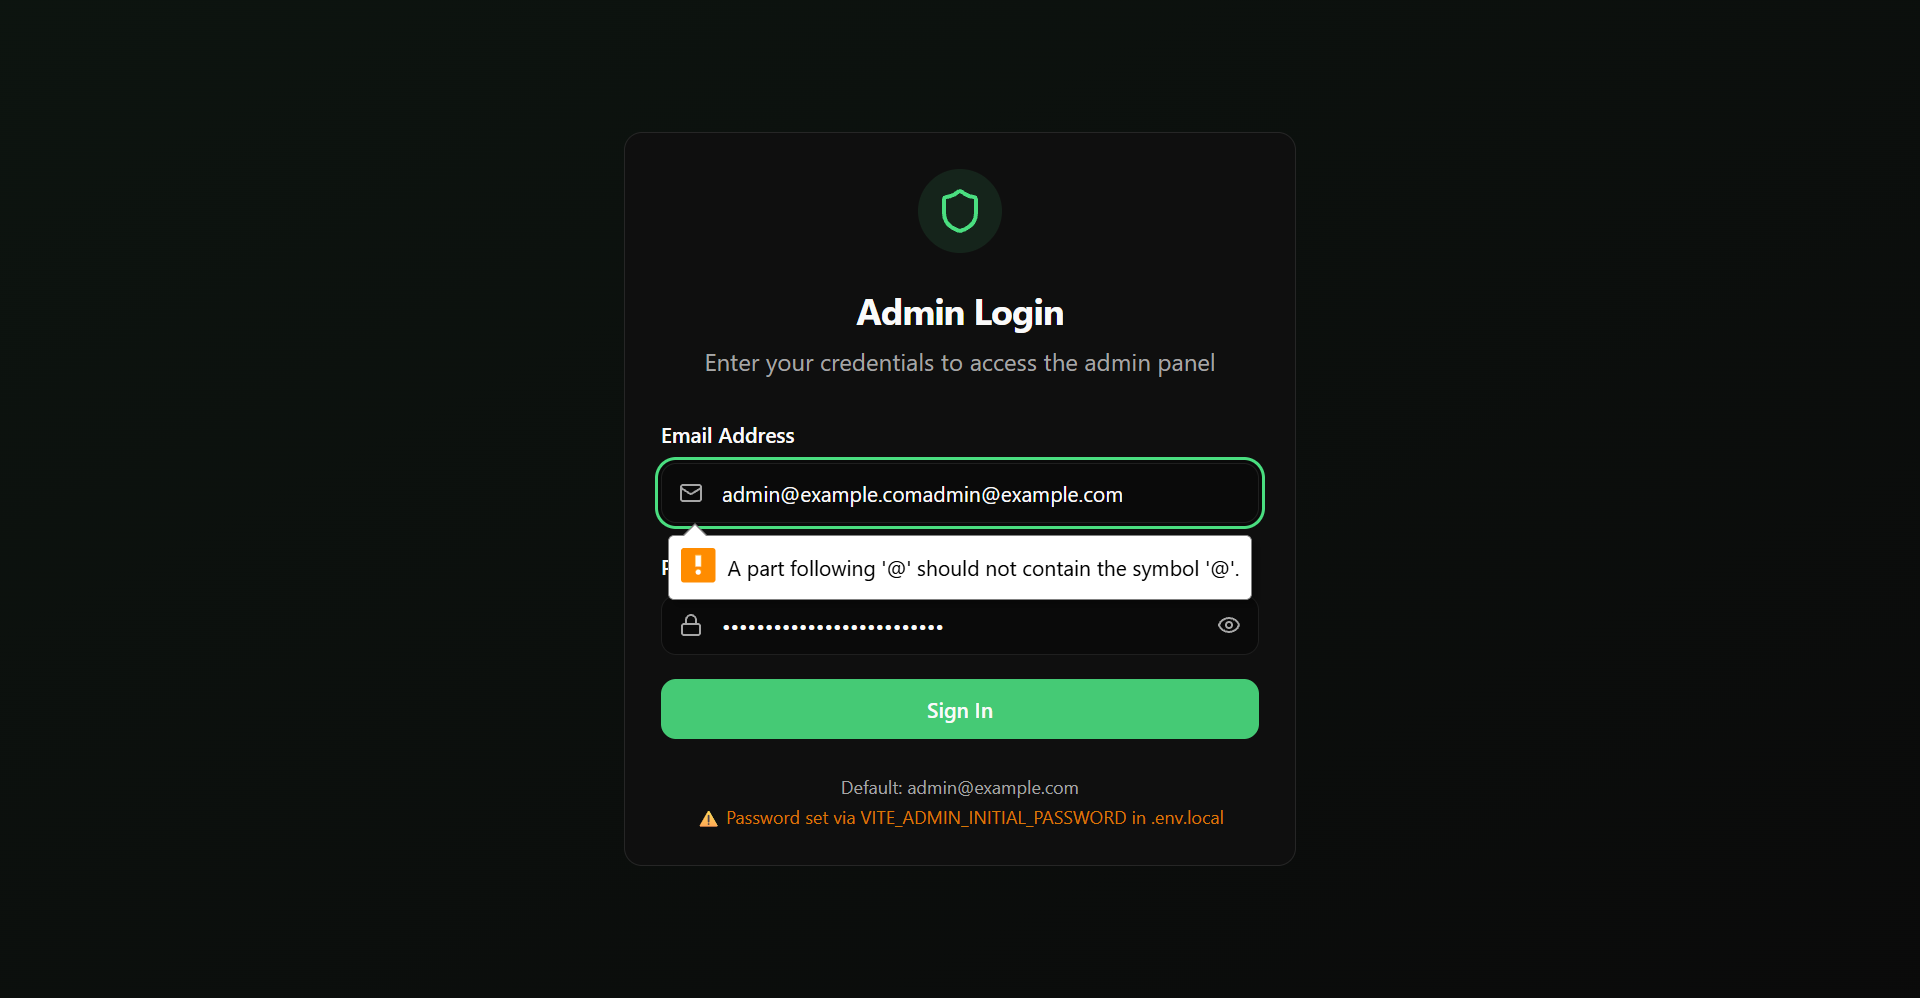 Admin Login
Enter your credentials to access the admin panel
Email Address
admin@example.comadmin@example.com
A part following '@' should not contain the symbol '@'.
••••••••••••••••••••••••••
Sign In
Default: admin@example.com
⚠️ Password set via VITE_ADMIN_INITIAL_PASSWORD in .env.local